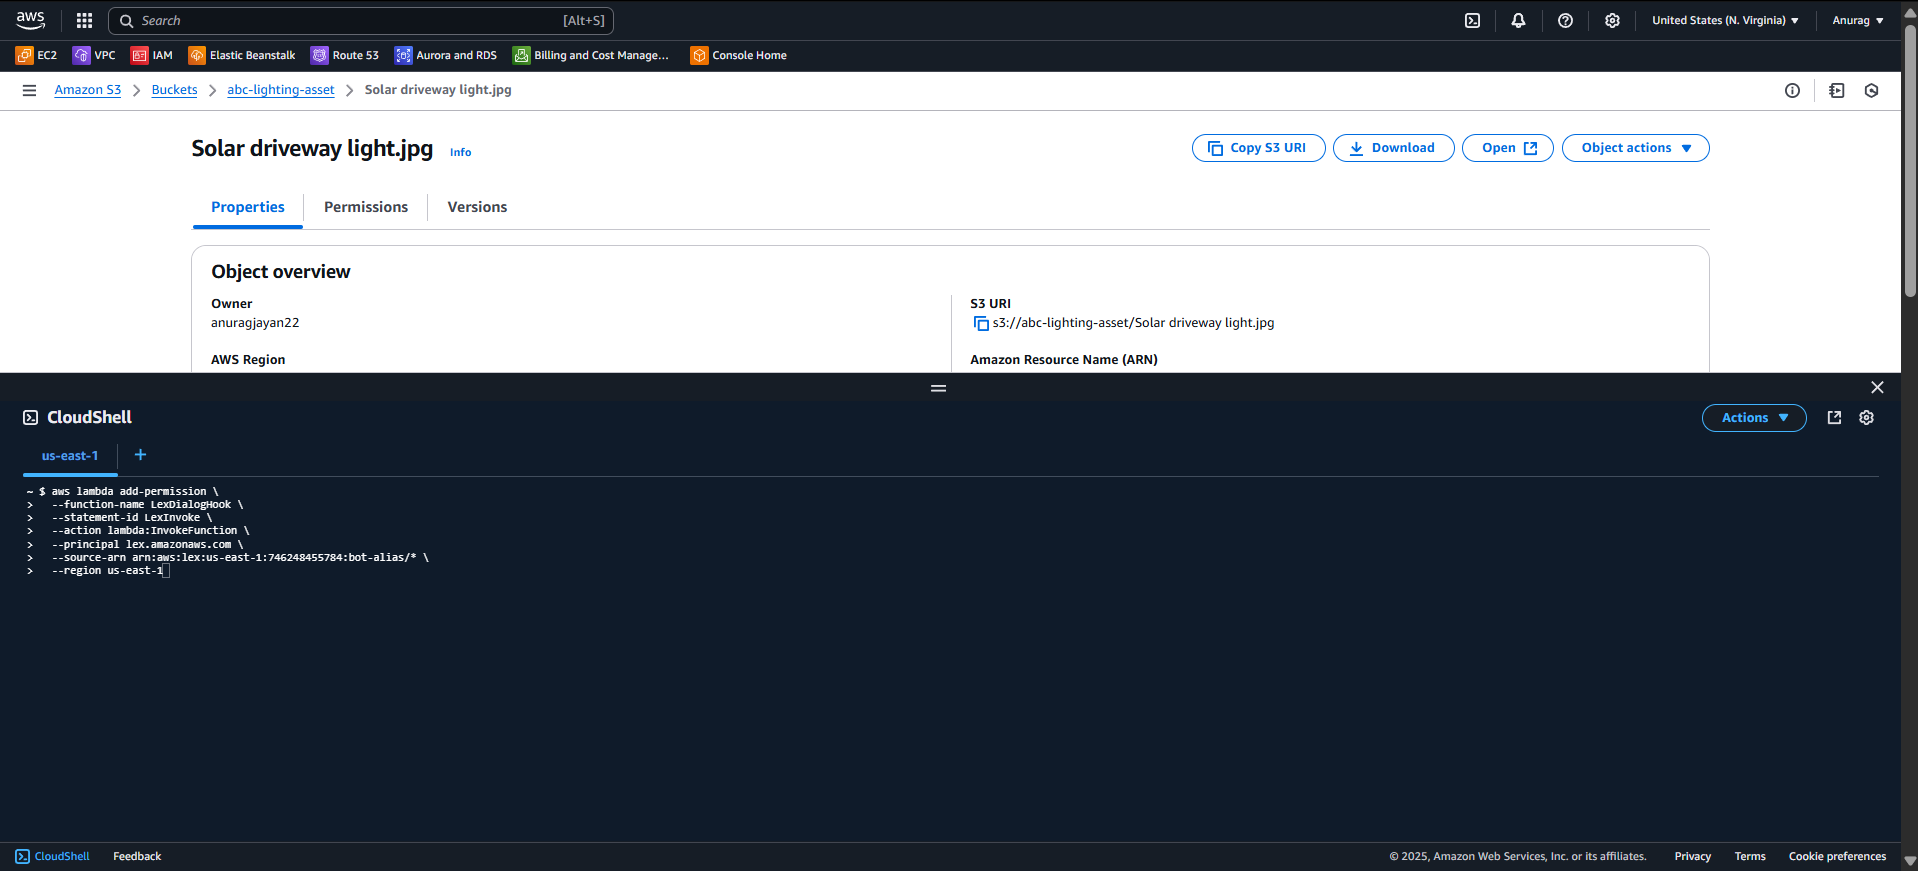 aws
Search
[Alt+S]
United States (N. Virginia)
Anurag
EC2
VPC
IAM
Elastic Beanstalk
Route 53
Aurora and RDS
Billing and Cost Manage...
Console Home
Amazon S3
Buckets
abc-lighting-asset
Solar driveway light.jpg
Solar driveway light.jpg
Info
Copy S3 URI
Download
Open
Object actions
Properties
Permissions
Versions
Object overview
Owner
anuragjayan22
S3 URI
s3://abc-lighting-asset/Solar driveway light.jpg
AWS Region
Amazon Resource Name (ARN)
CloudShell
Actions
us-east-1
+
~ $ aws lambda add-permission \
>   --function-name LexDialogHook \
>   --statement-id LexInvoke \
>   --action lambda:InvokeFunction \
>   --principal lex.amazonaws.com \
>   --source-arn arn:aws:lex:us-east-1:746248455784:bot-alias/* \
>   --region us-east-1
CloudShell
Feedback
© 2025, Amazon Web Services, Inc. or its affiliates.
Privacy
Terms
Cookie preferences